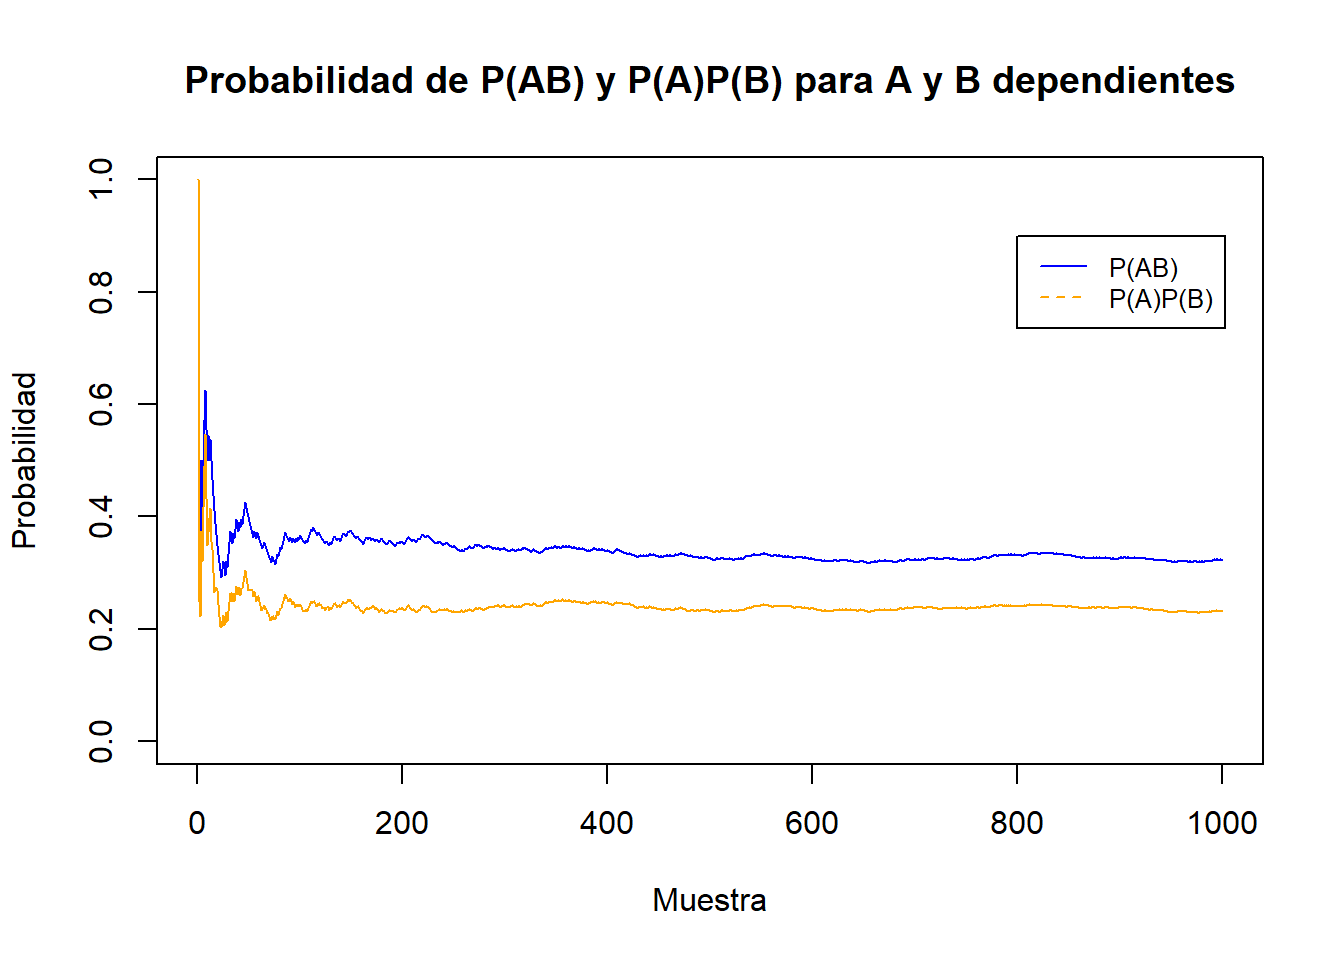 Probabilidad de P(AB) y P(A)P(B) para A y B dependientes
1.0
0.8
0.6
0.4
0.2
0.0
Probabilidad
P(AB)
P(A)P(B)
0 200 400 600 800 1000
Muestra